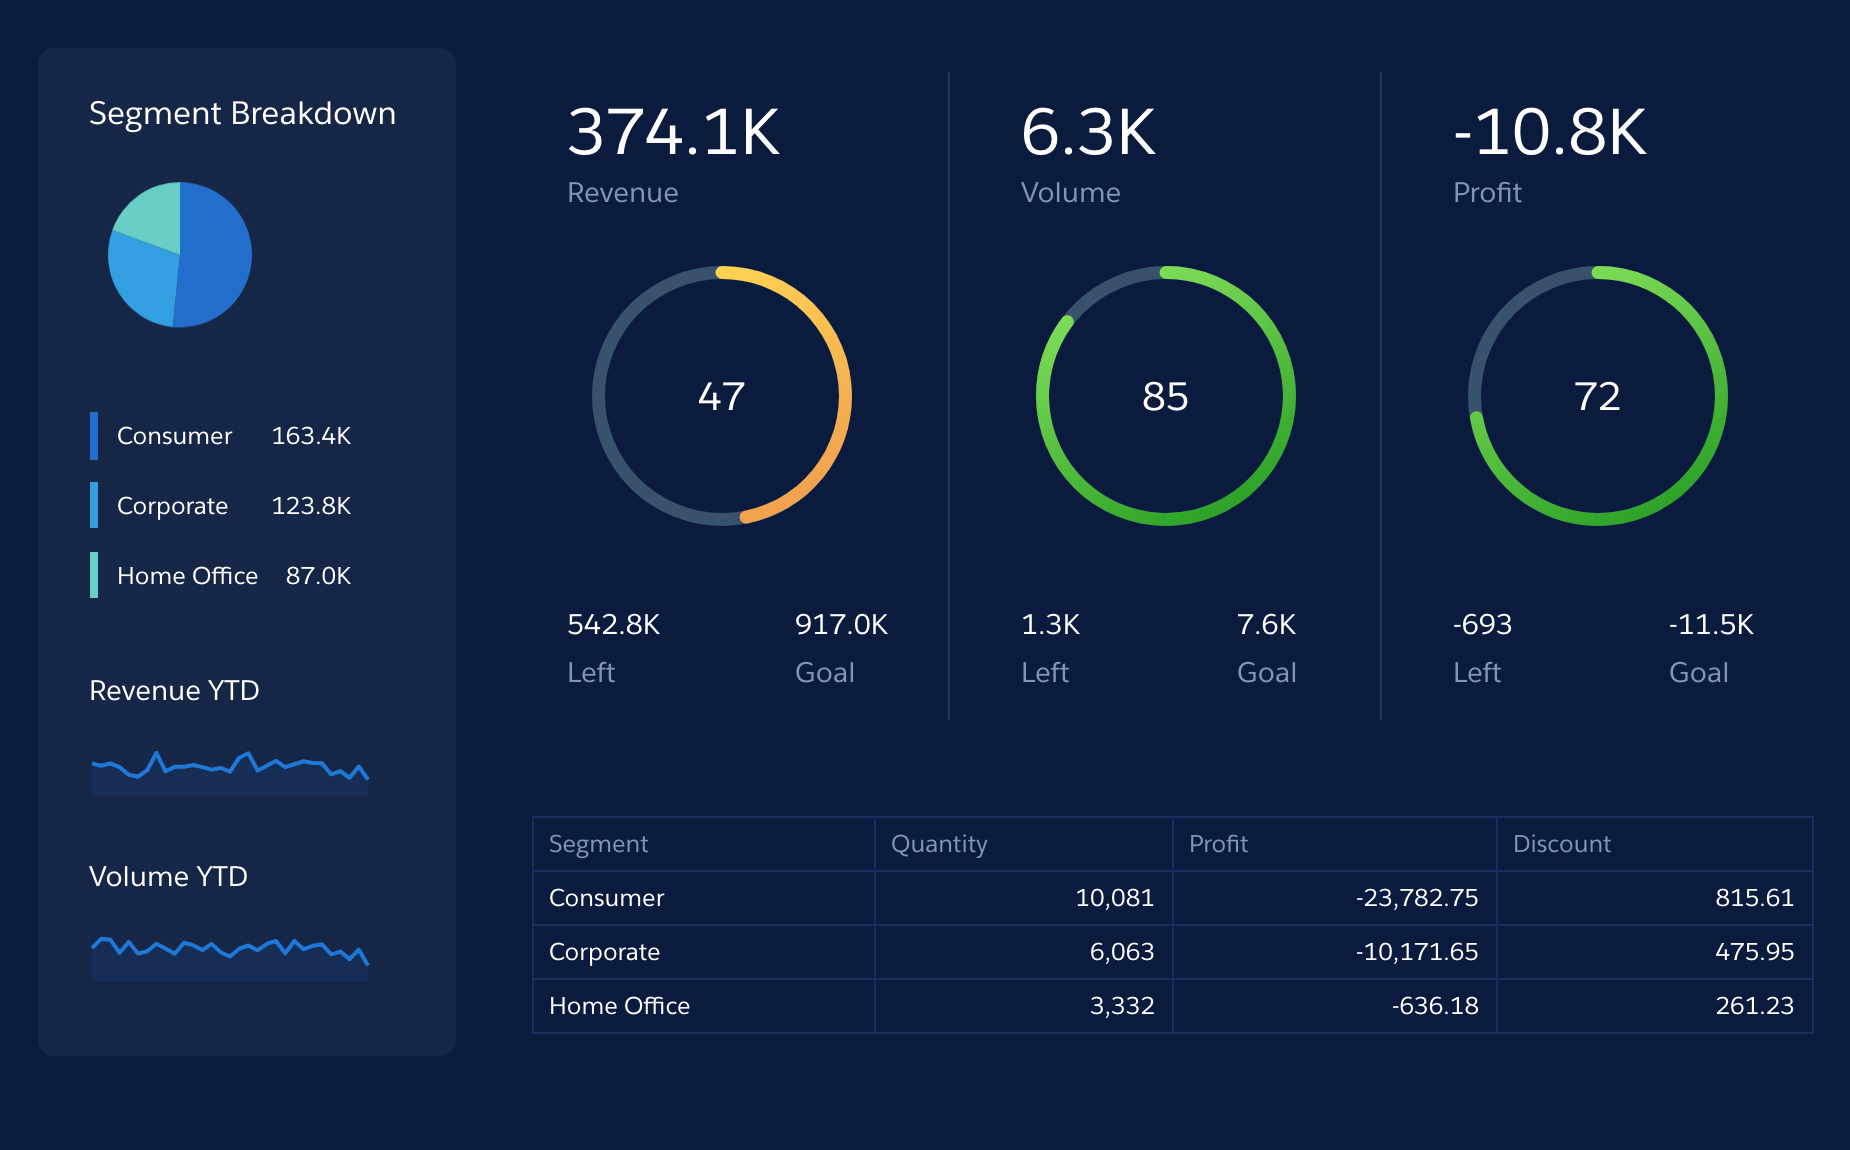 Segment Breakdown
Consumer 163.4K
Corporate 123.8K
Home Office 87.0K
Revenue YTD
Volume YTD
374.1K
Revenue
47
542.8K 917.0K
Left Goal
6.3K
Volume
85
1.3K 7.6K
Left Goal
-10.8K
Profit
72
-693 -11.5K
Left Goal
Segment Quantity Profit Discount
Consumer 10,081 -23,782.75 815.61
Corporate 6,063 -10,171.65 475.95
Home Office 3,332 -636.18 261.23